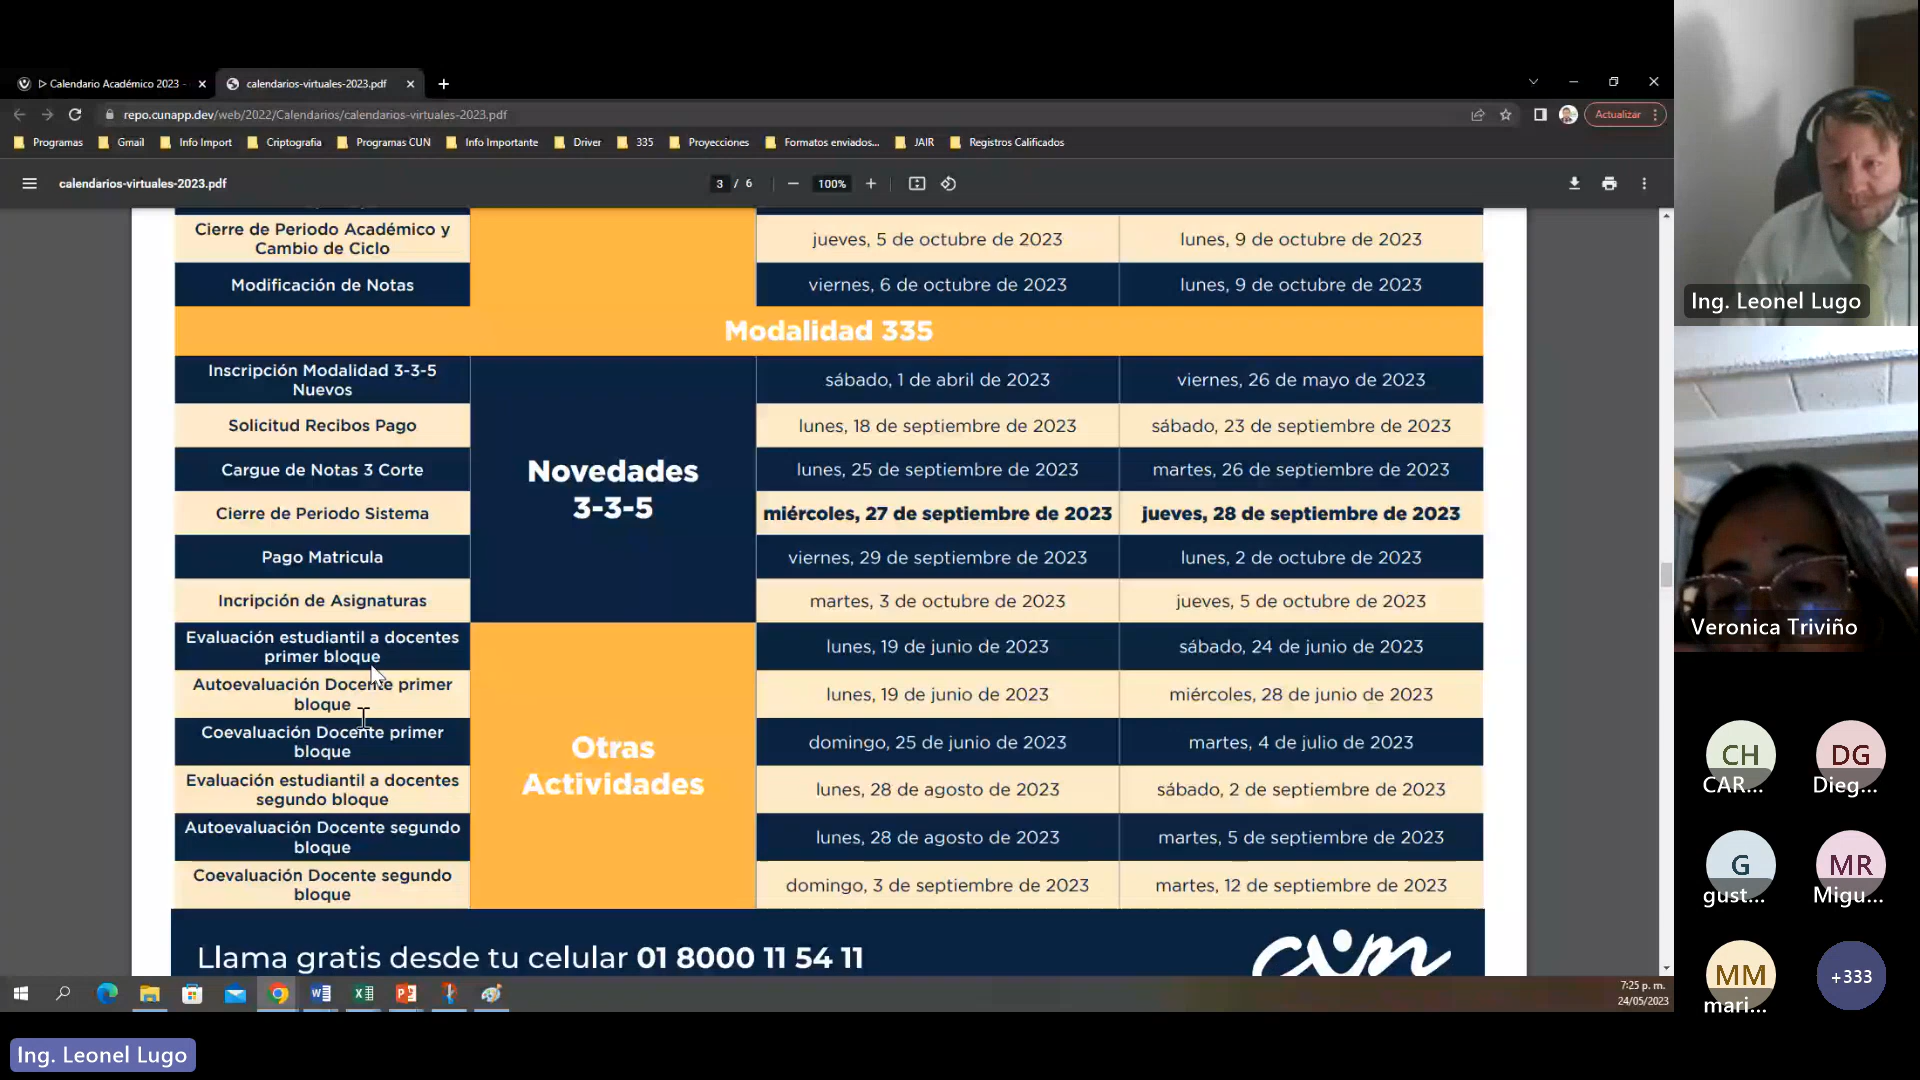 ▷ Calendario Académico 2023 -
calendarios-virtuales-2023.pdf
repo.cunapp.dev/web/2022/Calendarios/calendarios-virtuales-2023.pdf
Actualizar
Programas
Gmail
Info Import
Criptografia
Programas CUN
Info Importante
Driver
335
Proyecciones
Formatos enviados...
JAIR
Registros Calificados
calendarios-virtuales-2023.pdf
3 / 6
100%
Cierre de Periodo Académico y
Cambio de Ciclo
jueves, 5 de octubre de 2023
lunes, 9 de octubre de 2023
Modificación de Notas
viernes, 6 de octubre de 2023
lunes, 9 de octubre de 2023
Modalidad 335
Inscripción Modalidad 3-3-5
Nuevos
sábado, 1 de abril de 2023
viernes, 26 de mayo de 2023
Solicitud Recibos Pago
lunes, 18 de septiembre de 2023
sábado, 23 de septiembre de 2023
Cargue de Notas 3 Corte
lunes, 25 de septiembre de 2023
martes, 26 de septiembre de 2023
Novedades
3-3-5
Cierre de Periodo Sistema
miércoles, 27 de septiembre de 2023
jueves, 28 de septiembre de 2023
Pago Matricula
viernes, 29 de septiembre de 2023
lunes, 2 de octubre de 2023
Incripción de Asignaturas
martes, 3 de octubre de 2023
jueves, 5 de octubre de 2023
Evaluación estudiantil a docentes
primer bloque
lunes, 19 de junio de 2023
sábado, 24 de junio de 2023
Autoevaluación Docente primer
bloque
lunes, 19 de junio de 2023
miércoles, 28 de junio de 2023
Coevaluación Docente primer
bloque
domingo, 25 de junio de 2023
martes, 4 de julio de 2023
Otras
Actividades
Evaluación estudiantil a docentes
segundo bloque
lunes, 28 de agosto de 2023
sábado, 2 de septiembre de 2023
Autoevaluación Docente segundo
bloque
lunes, 28 de agosto de 2023
martes, 5 de septiembre de 2023
Coevaluación Docente segundo
bloque
domingo, 3 de septiembre de 2023
martes, 12 de septiembre de 2023
Llama gratis desde tu celular 01 8000 11 54 11
cun
7:25 p. m.
24/05/2023
Ing. Leonel Lugo
Ing. Leonel Lugo
Veronica Triviño
CH
CAR...
DG
Dieg...
G
gust...
MR
Migu...
MM
mari...
+333